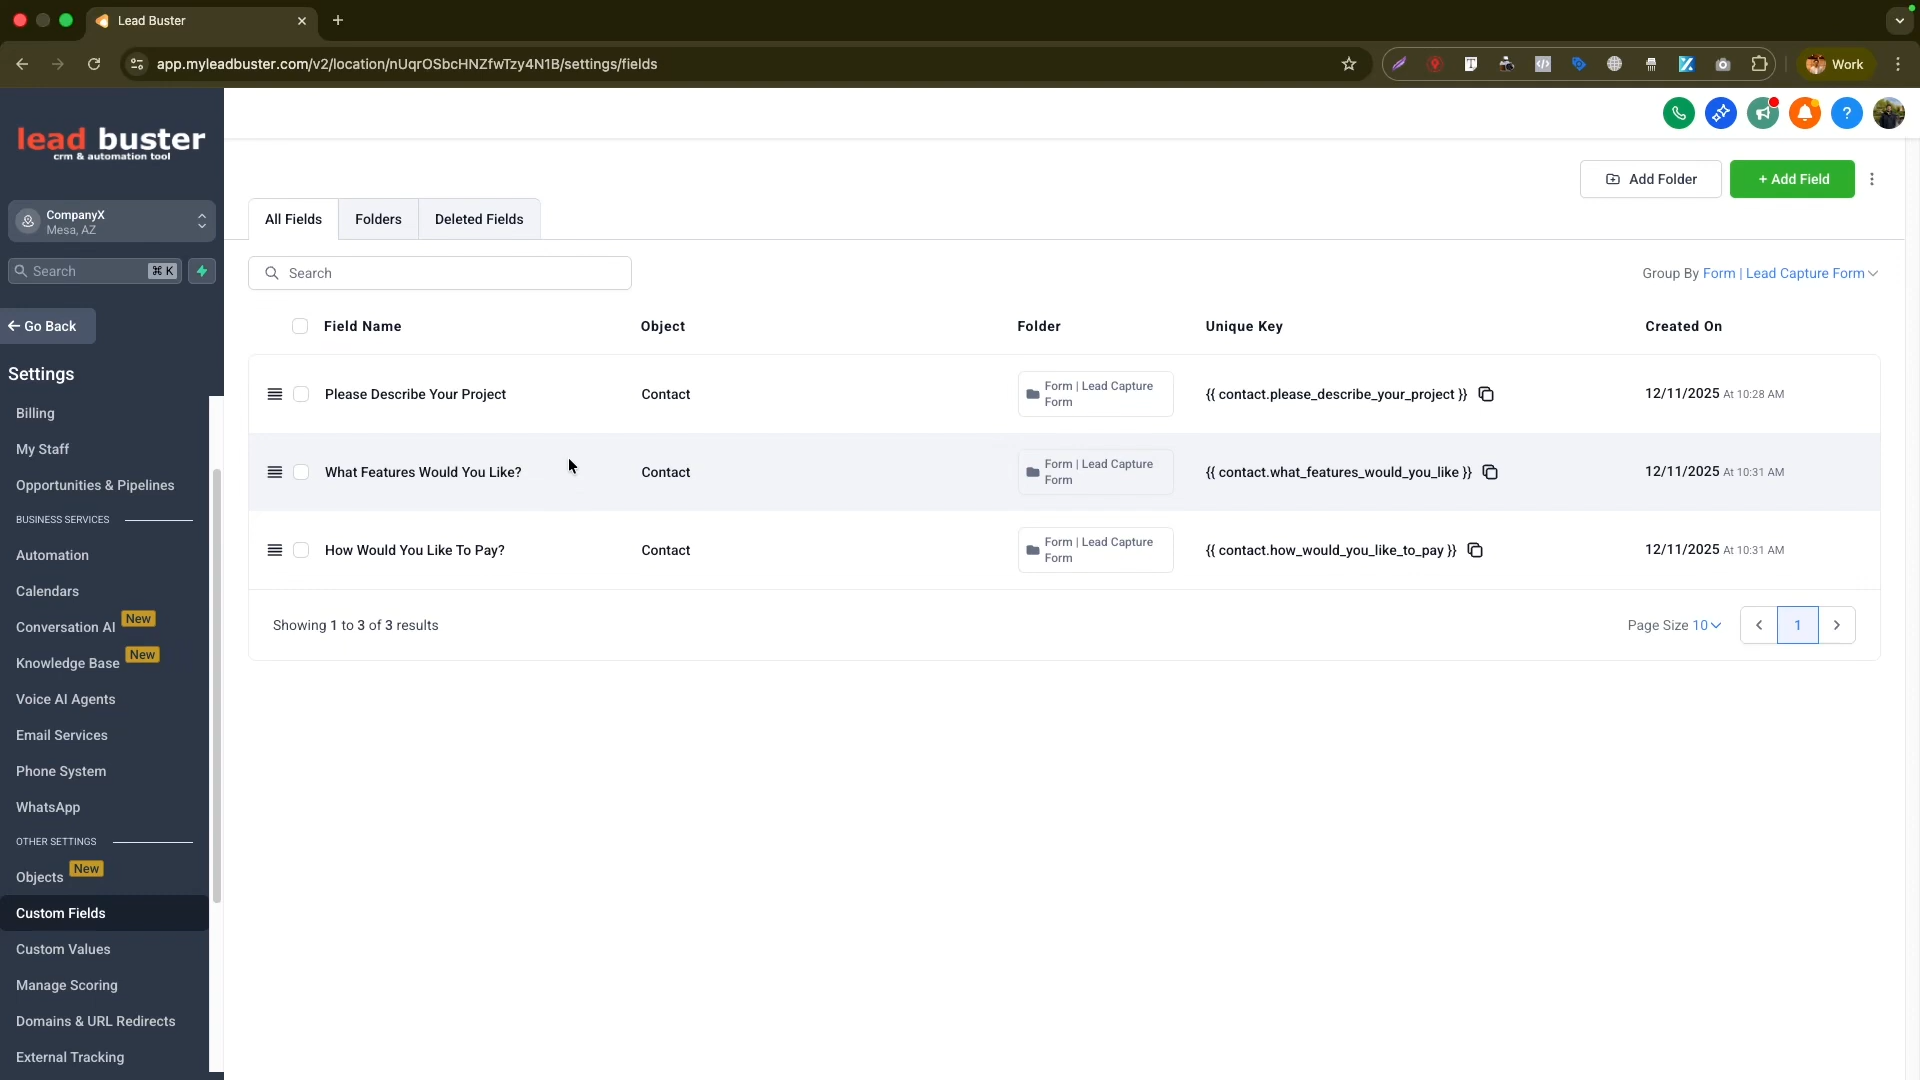 Lead Buster
app.myleadbuster.com/v2/location/nUqrOSbcHNZfwTzy4N1B/settings/fields
Work
lead buster
crm & automation tool
CompanyX
Mesa, AZ
Search ⌘ K
Go Back
Settings
Billing
My Staff
Opportunities & Pipelines
BUSINESS SERVICES
Automation
Calendars
Conversation AI New
Knowledge Base New
Voice AI Agents
Email Services
Phone System
WhatsApp
OTHER SETTINGS
Objects New
Custom Fields
Custom Values
Manage Scoring
Domains & URL Redirects
External Tracking
Add Folder + Add Field
All Fields Folders Deleted Fields
Search
Group By Form | Lead Capture Form
Field Name Object Folder Unique Key Created On
Please Describe Your Project Contact Form | Lead Capture Form {{ contact.please_describe_your_project }} 12/11/2025 At 10:28 AM
What Features Would You Like? Contact Form | Lead Capture Form {{ contact.what_features_would_you_like }} 12/11/2025 At 10:31 AM
How Would You Like To Pay? Contact Form | Lead Capture Form {{ contact.how_would_you_like_to_pay }} 12/11/2025 At 10:31 AM
Showing 1 to 3 of 3 results
Page Size 10 1